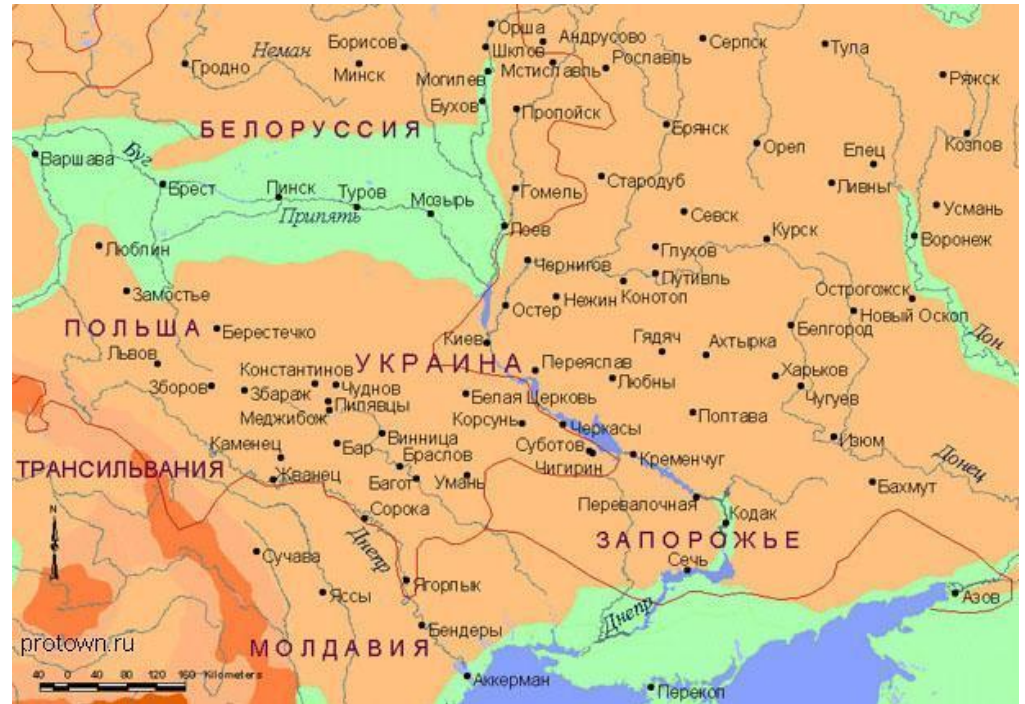 Орша
Андрусово
Серпск
Тула
Борисов
Шклов
Неман
Гродно
Минск
Мстиславль
Рославль
Могилев
Ряжск
Бухов
Пропойск
БЕЛОРУССИЯ
Брянск
Козлов
Варшава
Буг
Орел
Елец
Брест
Пинск
Туров
Мозырь
Гомель
Стародуб
Ливны
Припять
Севск
Усмань
Лоев
Курск
Воронеж
Люблин
Глухов
Чернигов
Путивль
Замостье
Остер
Нежин
Конотоп
Острогожск
Новый Оскол
ПОЛЬША
Берестечко
Киев
Гядяч
Ахтырка
Белгород
Дон
Львов
УКРАИНА
Переяслав
Константинов
Любны
Харьков
Зборов
Збараж
Чуднов
Чугуев
Пилявцы
Белая Церковь
Меджибож
Корсунь
Черкасы
Полтава
Каменец
Бар
Винница
Суботов
Изюм
Браслов
Чигирин
Кременчуг
Донец
ТРАНСИЛЬВАНИЯ
Жванец
Багот
Умань
Бахмут
Перевалочная
N
Сорока
Кодак
Днепр
ЗАПОРОЖЬЕ
Сучава
Сечь
Ягорлык
Яссы
Днепр
Азов
Бендеры
protown.ru
МОЛДАВИЯ
40 0 40 80 120 160 Kilometers
Аккерман
Перекоп